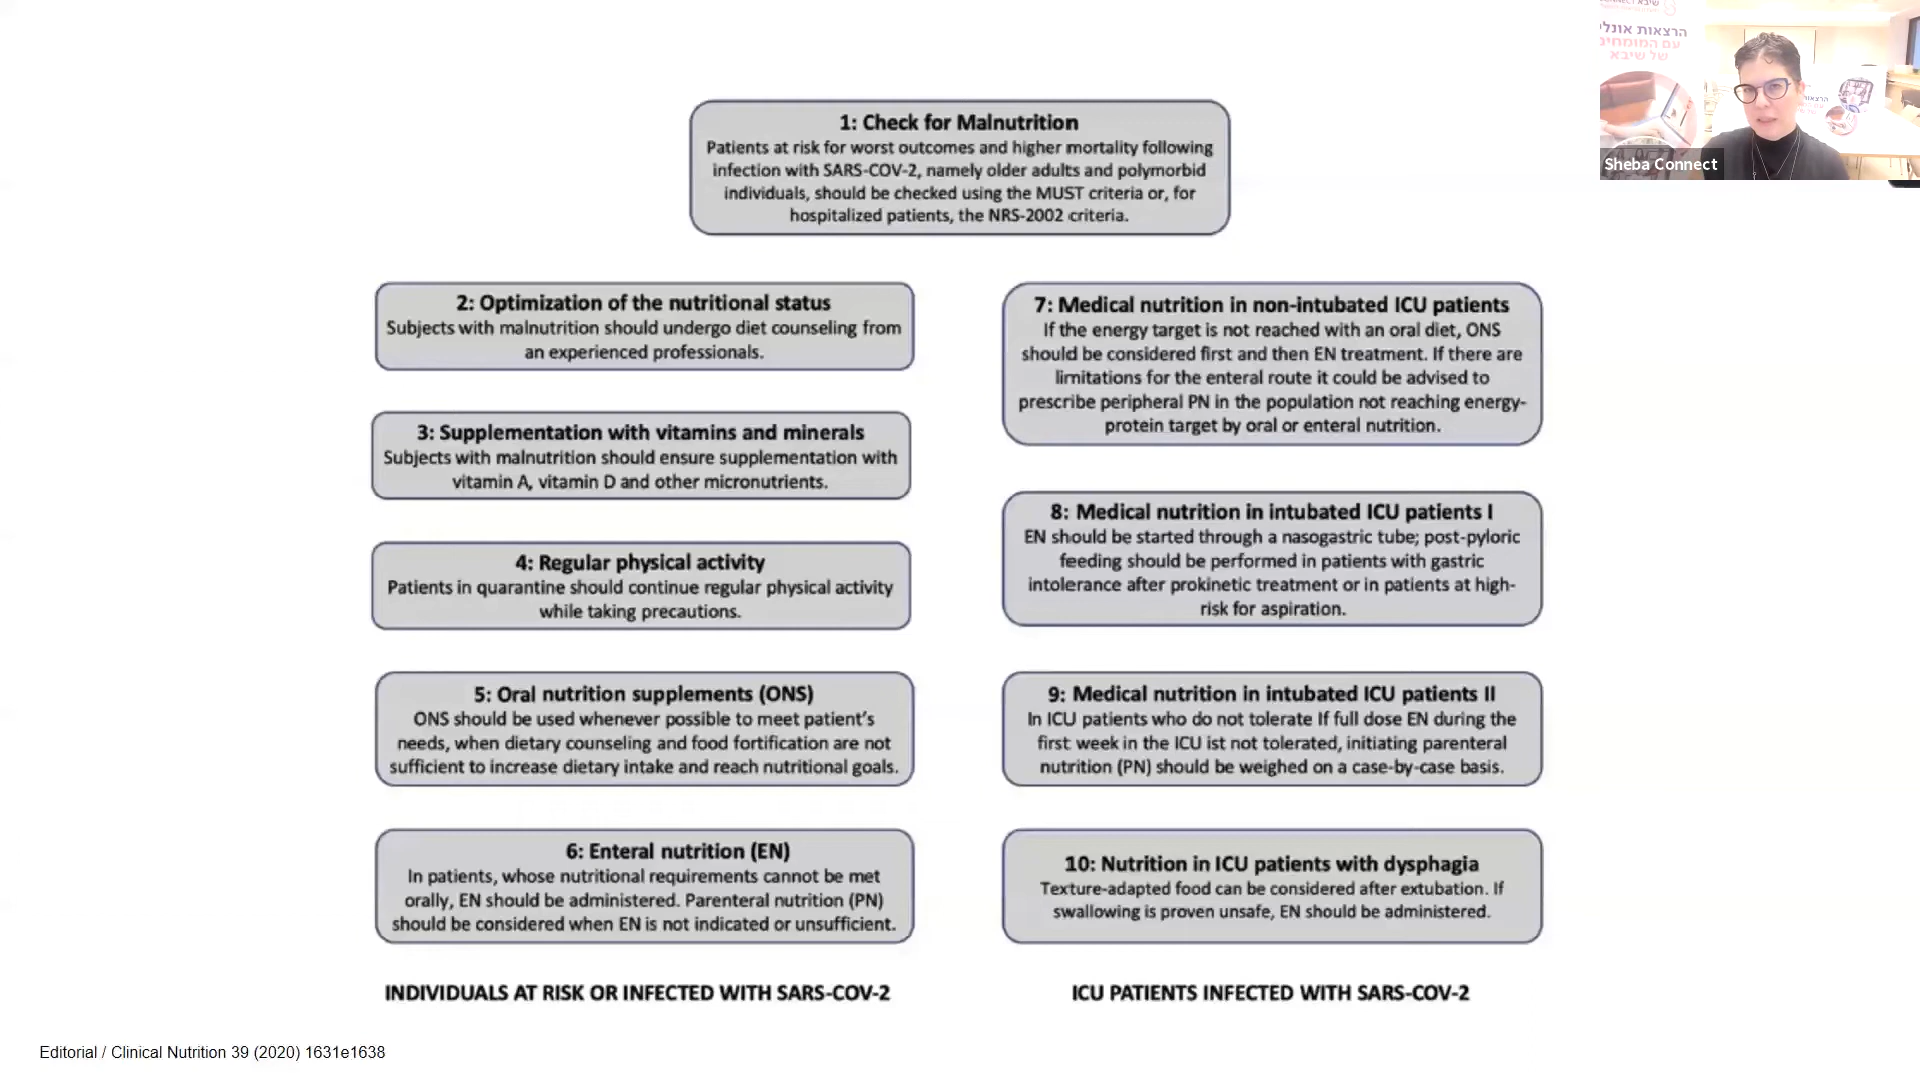 1: Check for Malnutrition
Patients at risk for worst outcomes and higher mortality following
infection with SARS-COV-2, namely older adults and polymorbid
individuals, should be checked using the MUST criteria or, for
hospitalized patients, the NRS-2002 criteria.
2: Optimization of the nutritional status
Subjects with malnutrition should undergo diet counseling from
an experienced professionals.
3: Supplementation with vitamins and minerals
Subjects with malnutrition should ensure supplementation with
vitamin A, vitamin D and other micronutrients.
4: Regular physical activity
Patients in quarantine should continue regular physical activity
while taking precautions.
5: Oral nutrition supplements (ONS)
ONS should be used whenever possible to meet patient's
needs, when dietary counseling and food fortification are not
sufficient to increase dietary intake and reach nutritional goals.
6: Enteral nutrition (EN)
In patients, whose nutritional requirements cannot be met
orally, EN should be administered. Parenteral nutrition (PN)
should be considered when EN is not indicated or unsufficient.
INDIVIDUALS AT RISK OR INFECTED WITH SARS-COV-2
7: Medical nutrition in non-intubated ICU patients
If the energy target is not reached with an oral diet, ONS
should be considered first and then EN treatment. If there are
limitations for the enteral route it could be advised to
prescribe peripheral PN in the population not reaching energy-
protein target by oral or enteral nutrition.
8: Medical nutrition in intubated ICU patients I
EN should be started through a nasogastric tube; post-pyloric
feeding should be performed in patients with gastric
intolerance after prokinetic treatment or in patients at high-
risk for aspiration.
9: Medical nutrition in intubated ICU patients II
In ICU patients who do not tolerate If full dose EN during the
first week in the ICU ist not tolerated, initiating parenteral
nutrition (PN) should be weighed on a case-by-case basis.
10: Nutrition in ICU patients with dysphagia
Texture-adapted food can be considered after extubation. If
swallowing is proven unsafe, EN should be administered.
ICU PATIENTS INFECTED WITH SARS-COV-2
Editorial / Clinical Nutrition 39 (2020) 1631e1638
הרצאות אונלי
עם המומחים
של שיבא
Sheba Connect